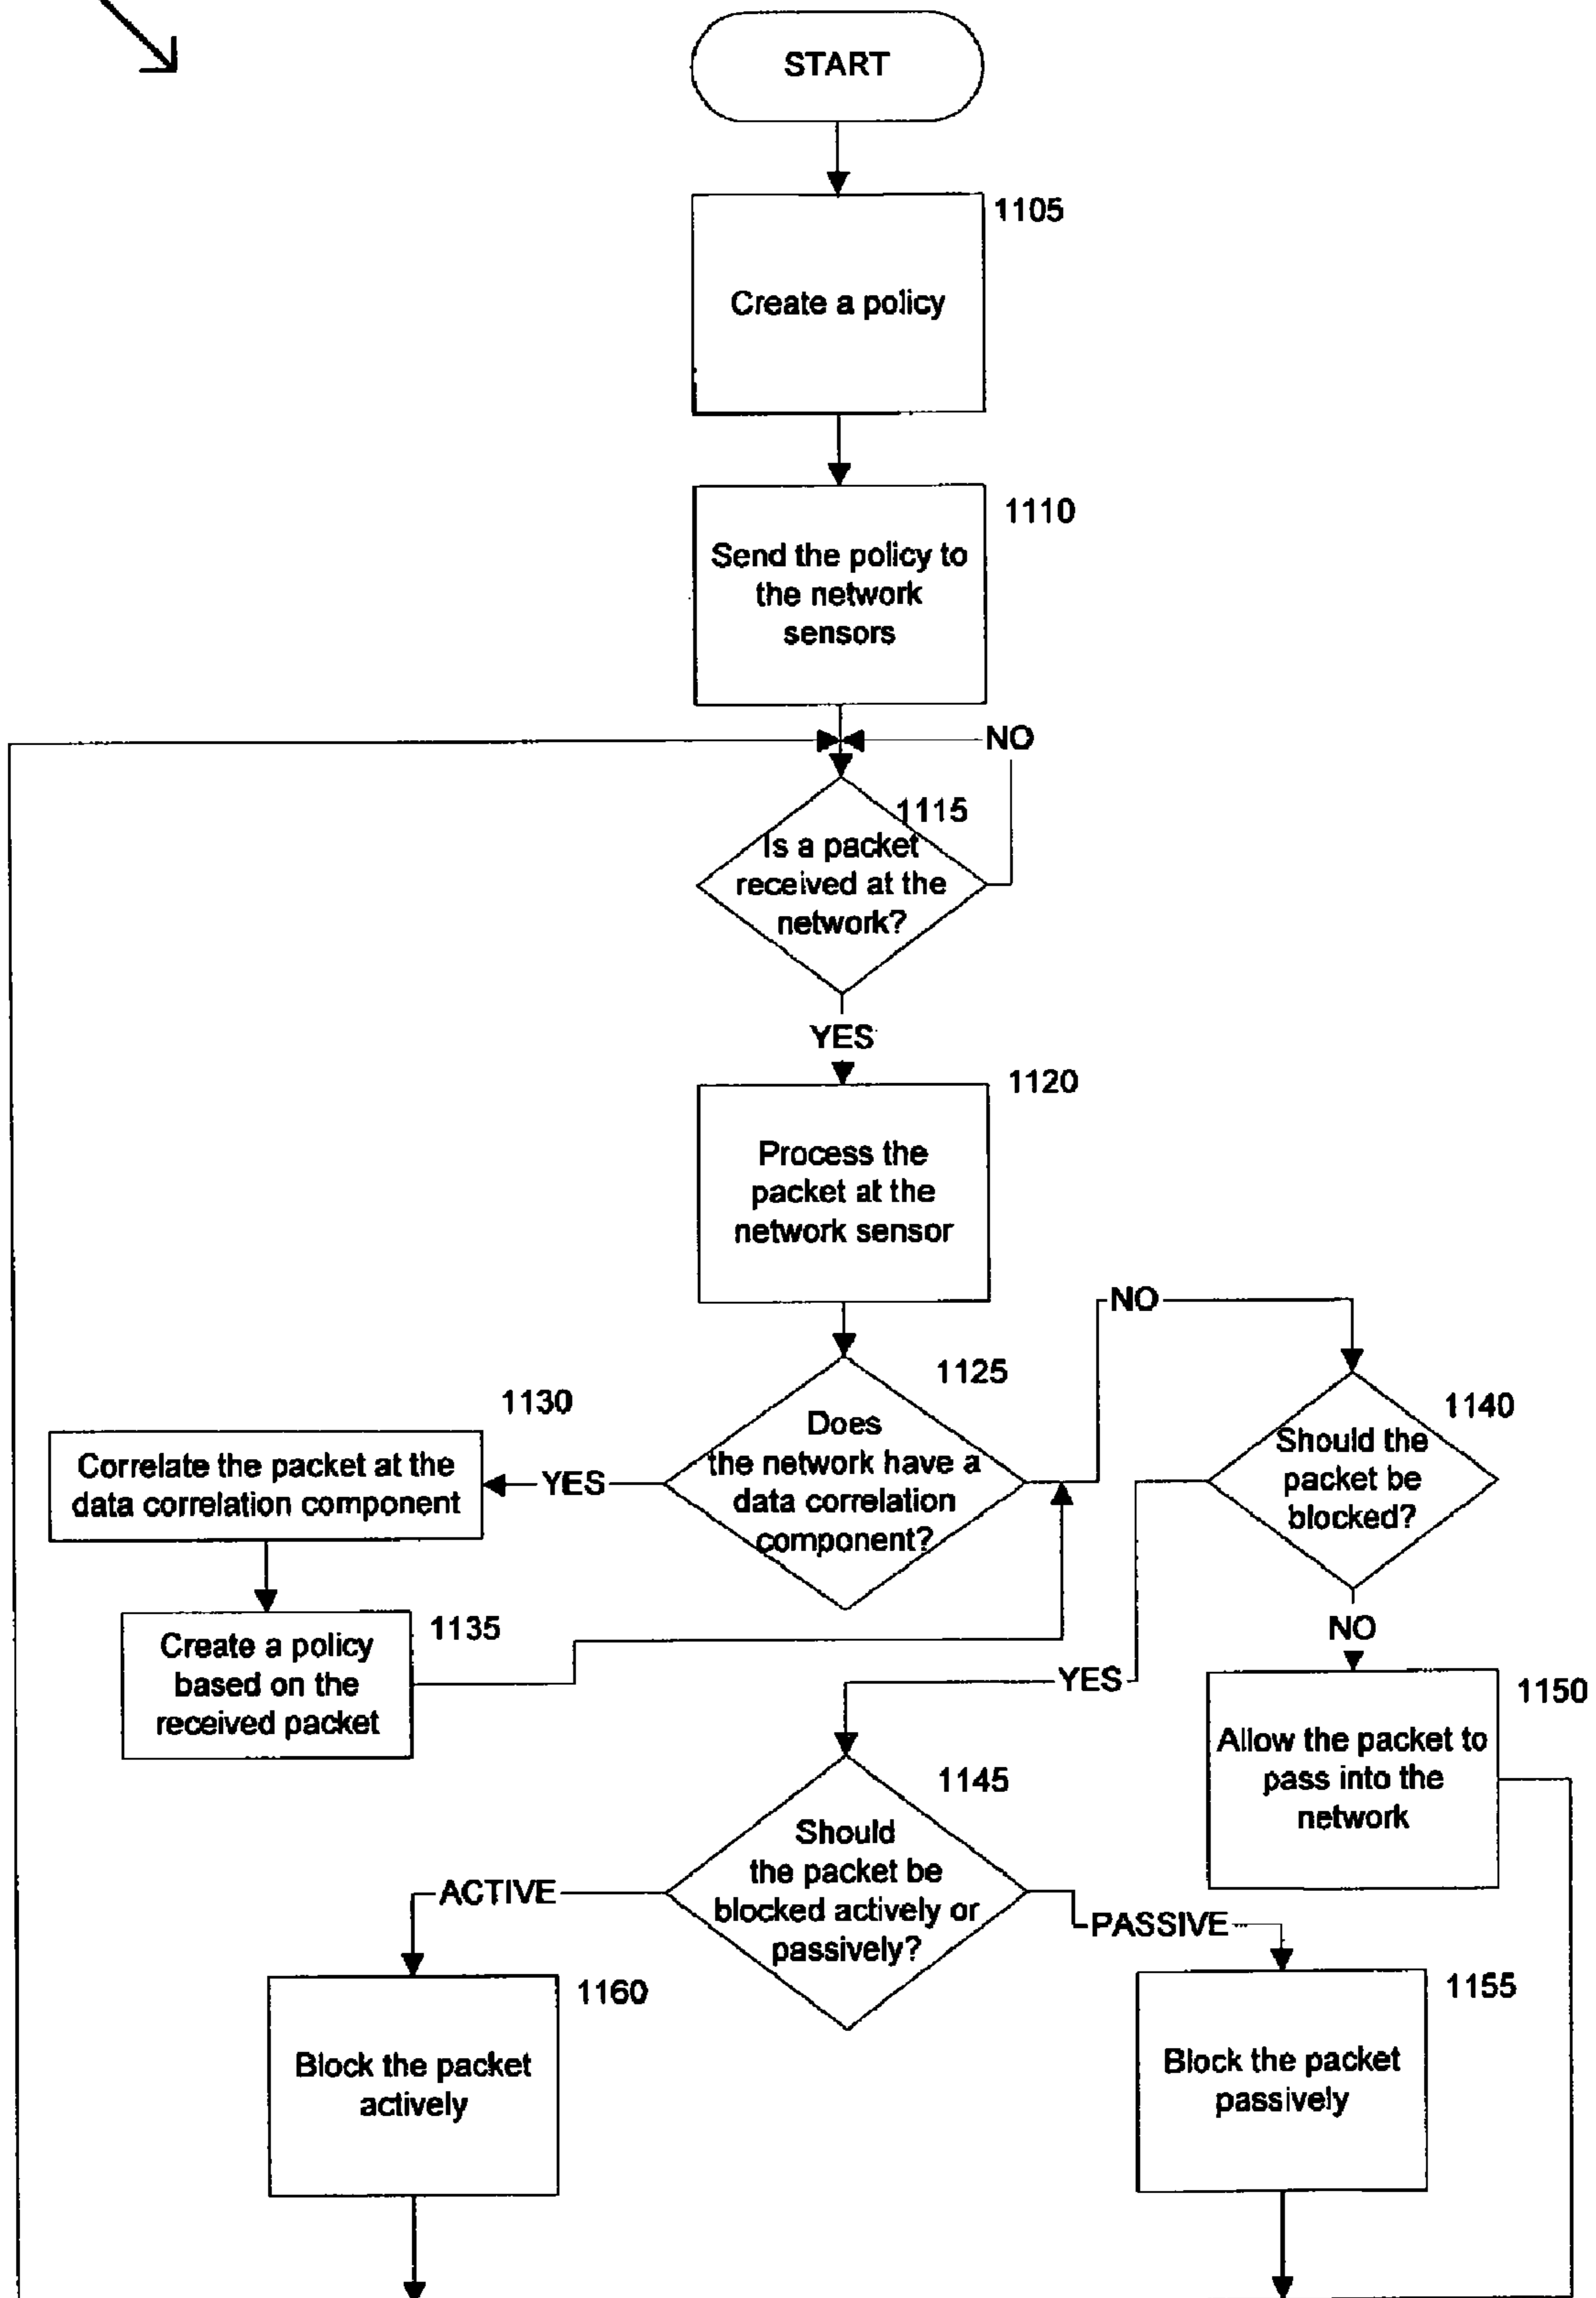 START
1105
Create a policy
1110
Send the policy to
the network
sensors
NO
1115
Is a packet
received at the
network?
YES
1120
Process the
packet at the
network sensor
NO
1125
Does
the network have a
data correlation
component?
YES
1130
Correlate the packet at the
data correlation component
1135
Create a policy
based on the
received packet
1140
Should the
packet be
blocked?
NO
YES
1150
Allow the packet to
pass into the
network
1145
Should
the packet be
blocked actively or
passively?
ACTIVE
PASSIVE
1160
Block the packet
actively
1155
Block the packet
passively